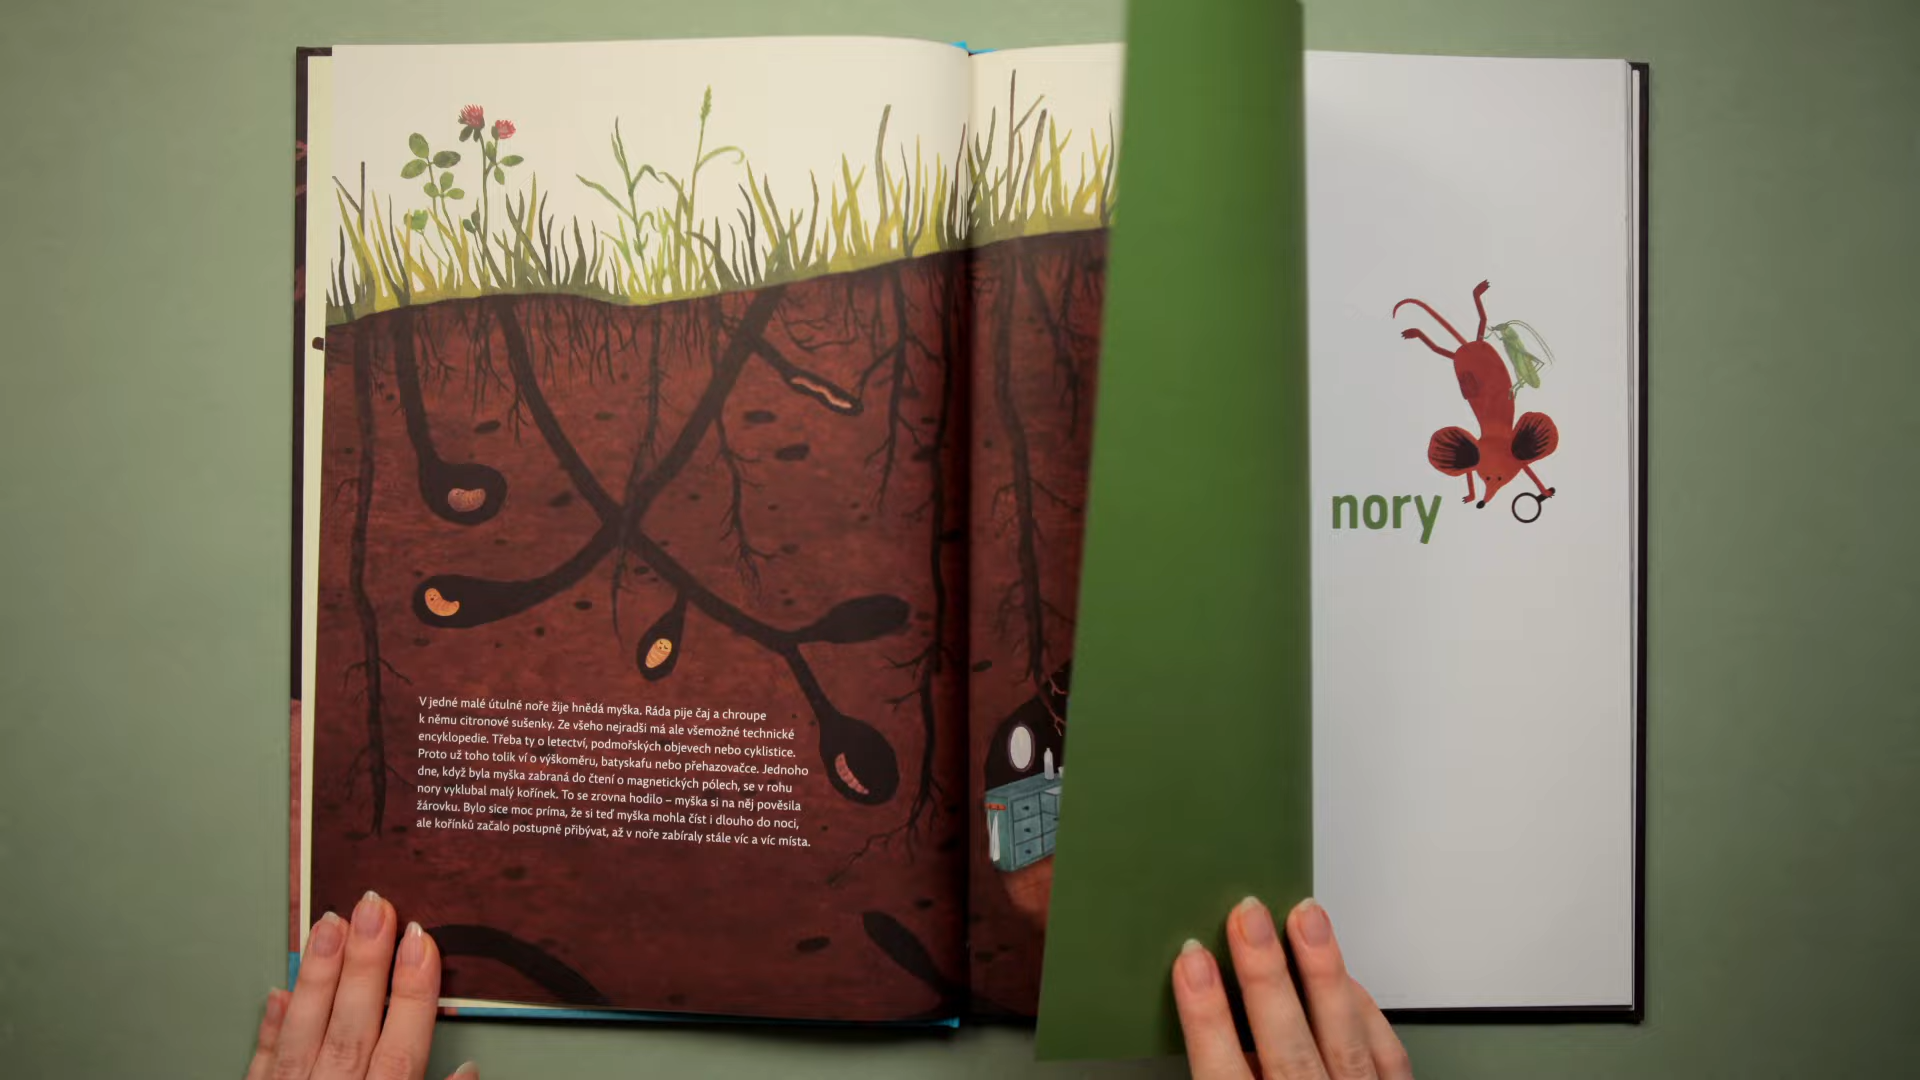 V jedné malé útulné noře žije hnědá myška. Ráda pije čaj a chroupe
k němu citronové sušenky. Ze všeho nejradši má ale všemožné technické
encyklopedie. Třeba ty o letectví, podmořských objevech nebo cyklistice.
Proto už toho tolik ví o výškoměru, batyskafu nebo přehazovačce. Jednoho
dne, když byla myška zabraná do čtení o magnetických pólech, se v rohu
nory vyklubal malý kořínek. To se zrovna hodilo – myška si na něj pověsila
žárovku. Bylo sice moc príma, že si teď myška mohla číst i dlouho do noci,
ale kořínků začalo postupně přibývat, až v noře zabíraly stále víc a víc místa.
nory